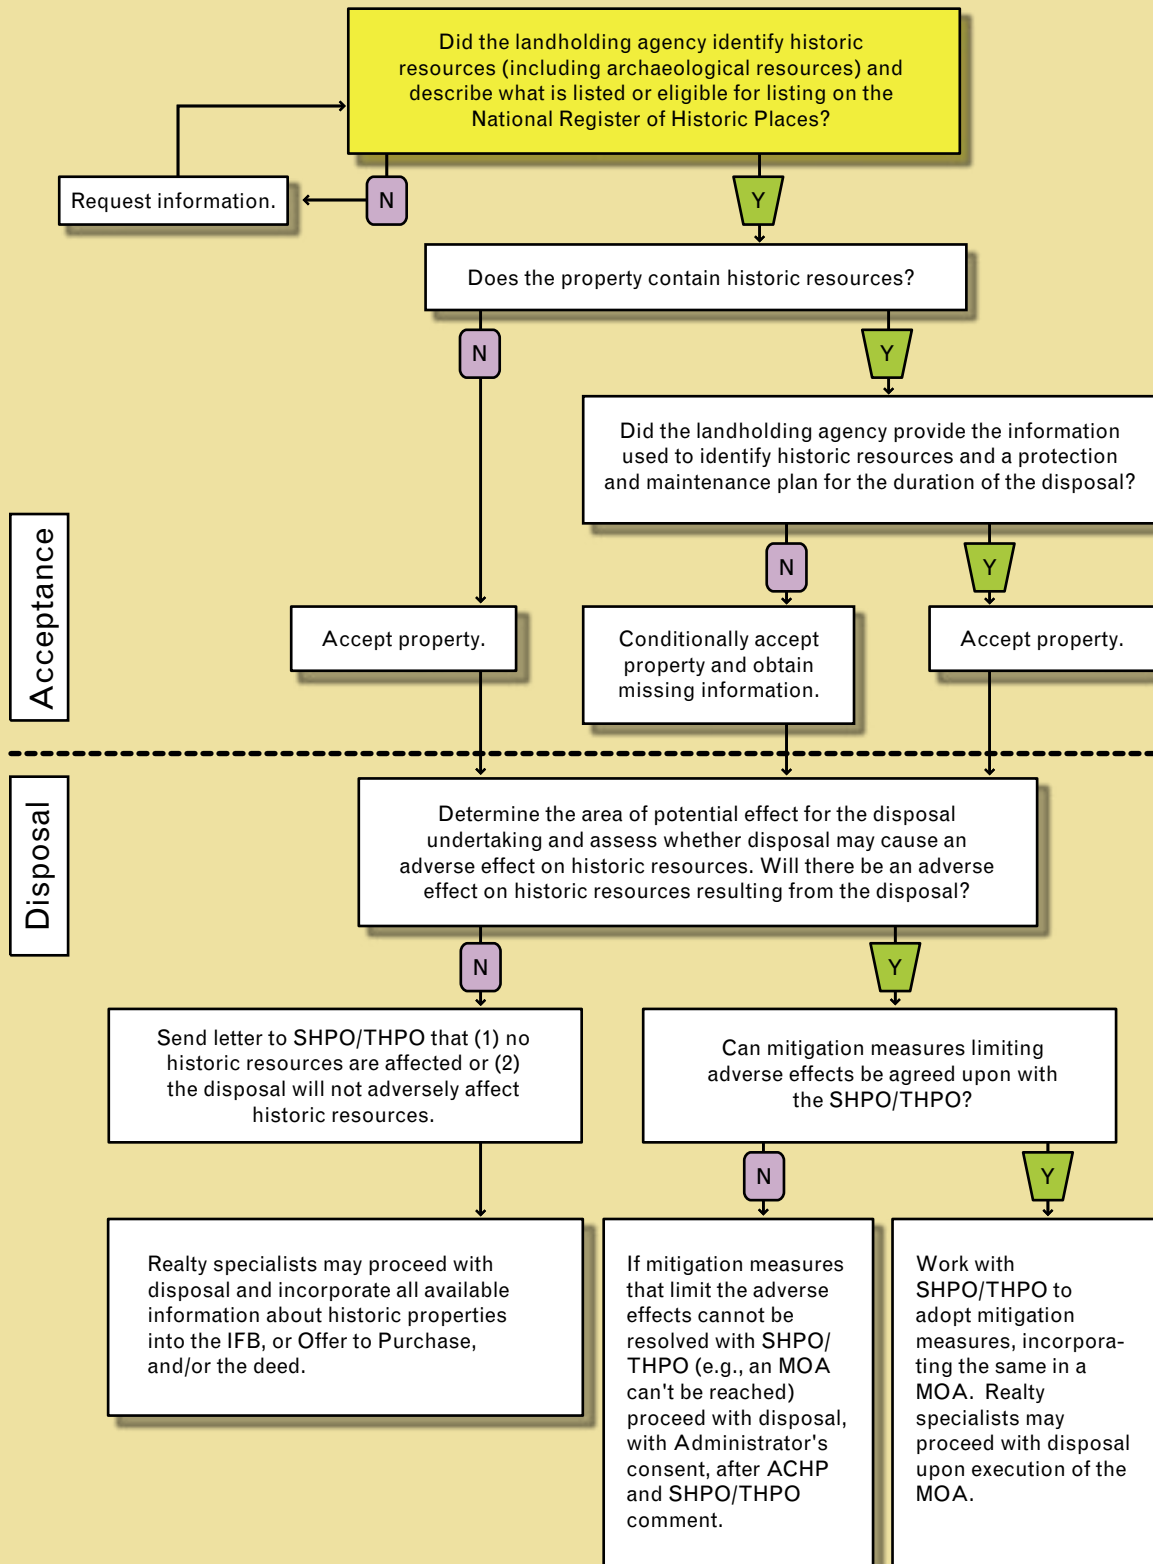 Did the landholding agency identify historic
resources (including archaeological resources) and
describe what is listed or eligible for listing on the
National Register of Historic Places?
N
Y
Request information.
Does the property contain historic resources?
N
Y
Did the landholding agency provide the information
used to identify historic resources and a protection
and maintenance plan for the duration of the disposal?
N
Y
Acceptance
Accept property.
Conditionally accept
property and obtain
missing information.
Accept property.
Disposal
Determine the area of potential effect for the disposal
undertaking and assess whether disposal may cause an
adverse effect on historic resources. Will there be an adverse
effect on historic resources resulting from the disposal?
N
Y
Send letter to SHPO/THPO that (1) no
historic resources are affected or (2)
the disposal will not adversely affect
historic resources.
Can mitigation measures limiting
adverse effects be agreed upon with
the SHPO/THPO?
N
Y
Realty specialists may proceed with
disposal and incorporate all available
information about historic properties
into the IFB, or Offer to Purchase,
and/or the deed.
If mitigation measures
that limit the adverse
effects cannot be
resolved with SHPO/
THPO (e.g., an MOA
can't be reached)
proceed with disposal,
with Administrator's
consent, after ACHP
and SHPO/THPO
comment.
Work with
SHPO/THPO to
adopt mitigation
measures, incorpora-
ting the same in a
MOA.  Realty
specialists may
proceed with disposal
upon execution of the
MOA.